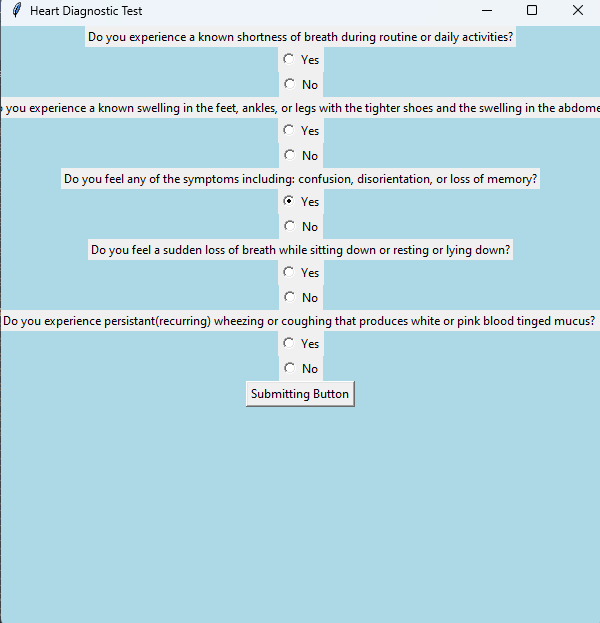 Heart Diagnostic Test
Do you experience a known shortness of breath during routine or daily activities?
Yes
No
you experience a known swelling in the feet, ankles, or legs with the tighter shoes and the swelling in the
Yes
No
Do you feel any of the symptoms including: confusion, disorientation, or loss of memory?
Yes
No
Do you feel a sudden loss of breath while sitting down or resting or lying down?
Yes
No
Do you experience persistant(recurring) wheezing or coughing that produces white or pink blood tinged mucus?
Yes
No
Submitting Button